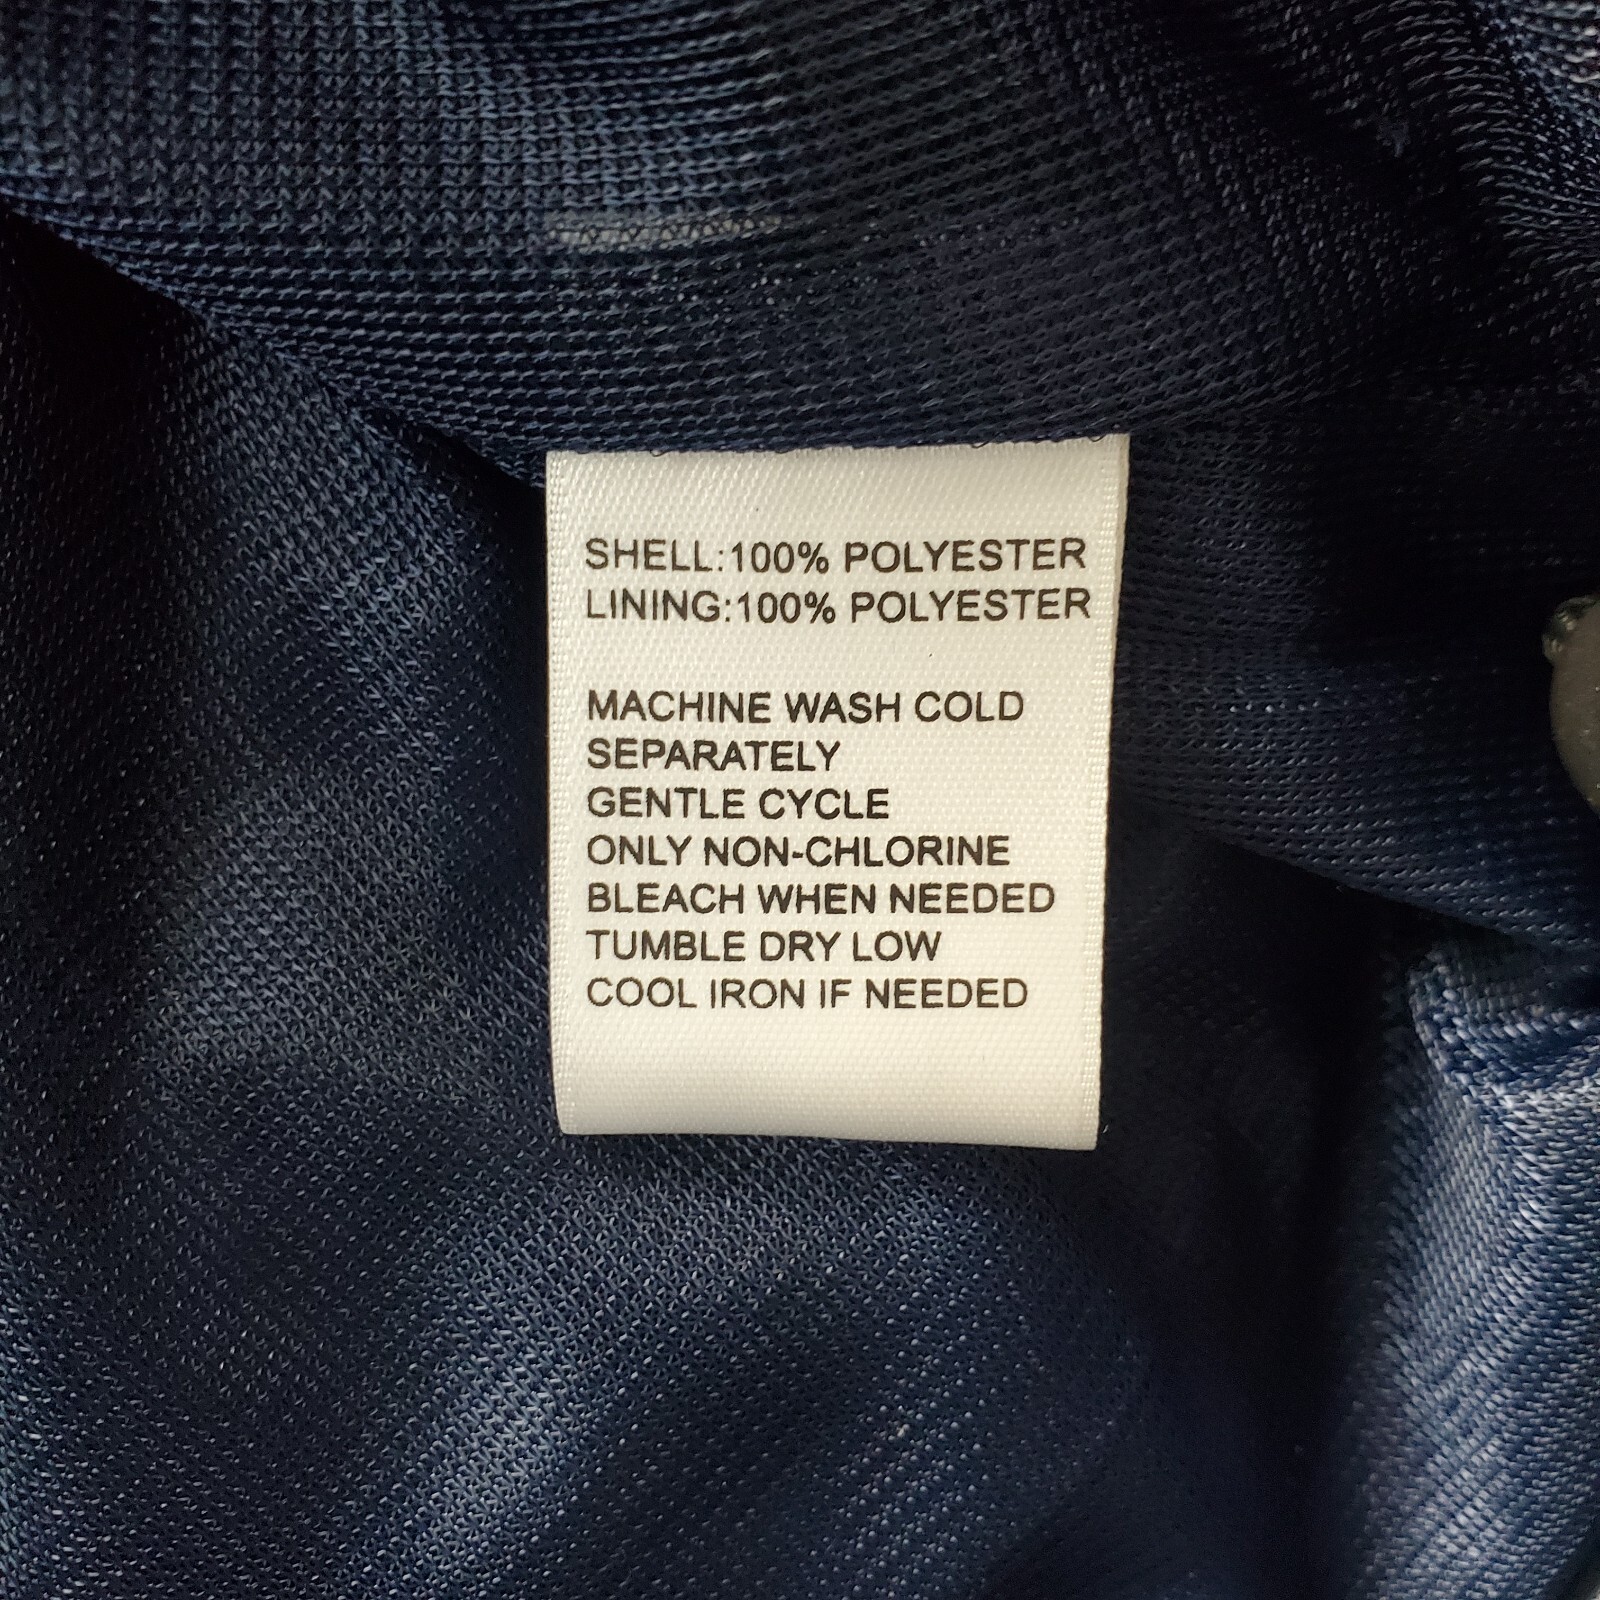 SHELL:100% POLYESTER
LINING:100% POLYESTER
MACHINE WASH COLD
SEPARATELY
GENTLE CYCLE
ONLY NON-CHLORINE
BLEACH WHEN NEEDED
TUMBLE DRY LOW
COOL IRON IF NEEDED